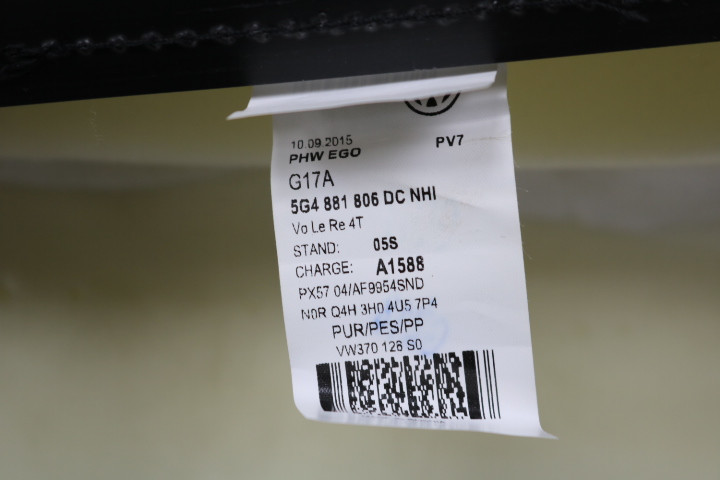 10.09.2015 PV7
PHW EGO
G17A
5G4 881 806 DC NHI
Vo Le Re 4T
STAND: 05S
CHARGE: A1588
PX57 04/AF9954SND
N0R Q4H 3H0 4U5 7P4
PUR/PES/PP
VW370 126 S0